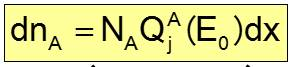 dn_A = N_A Q_j^A (E_0) dx